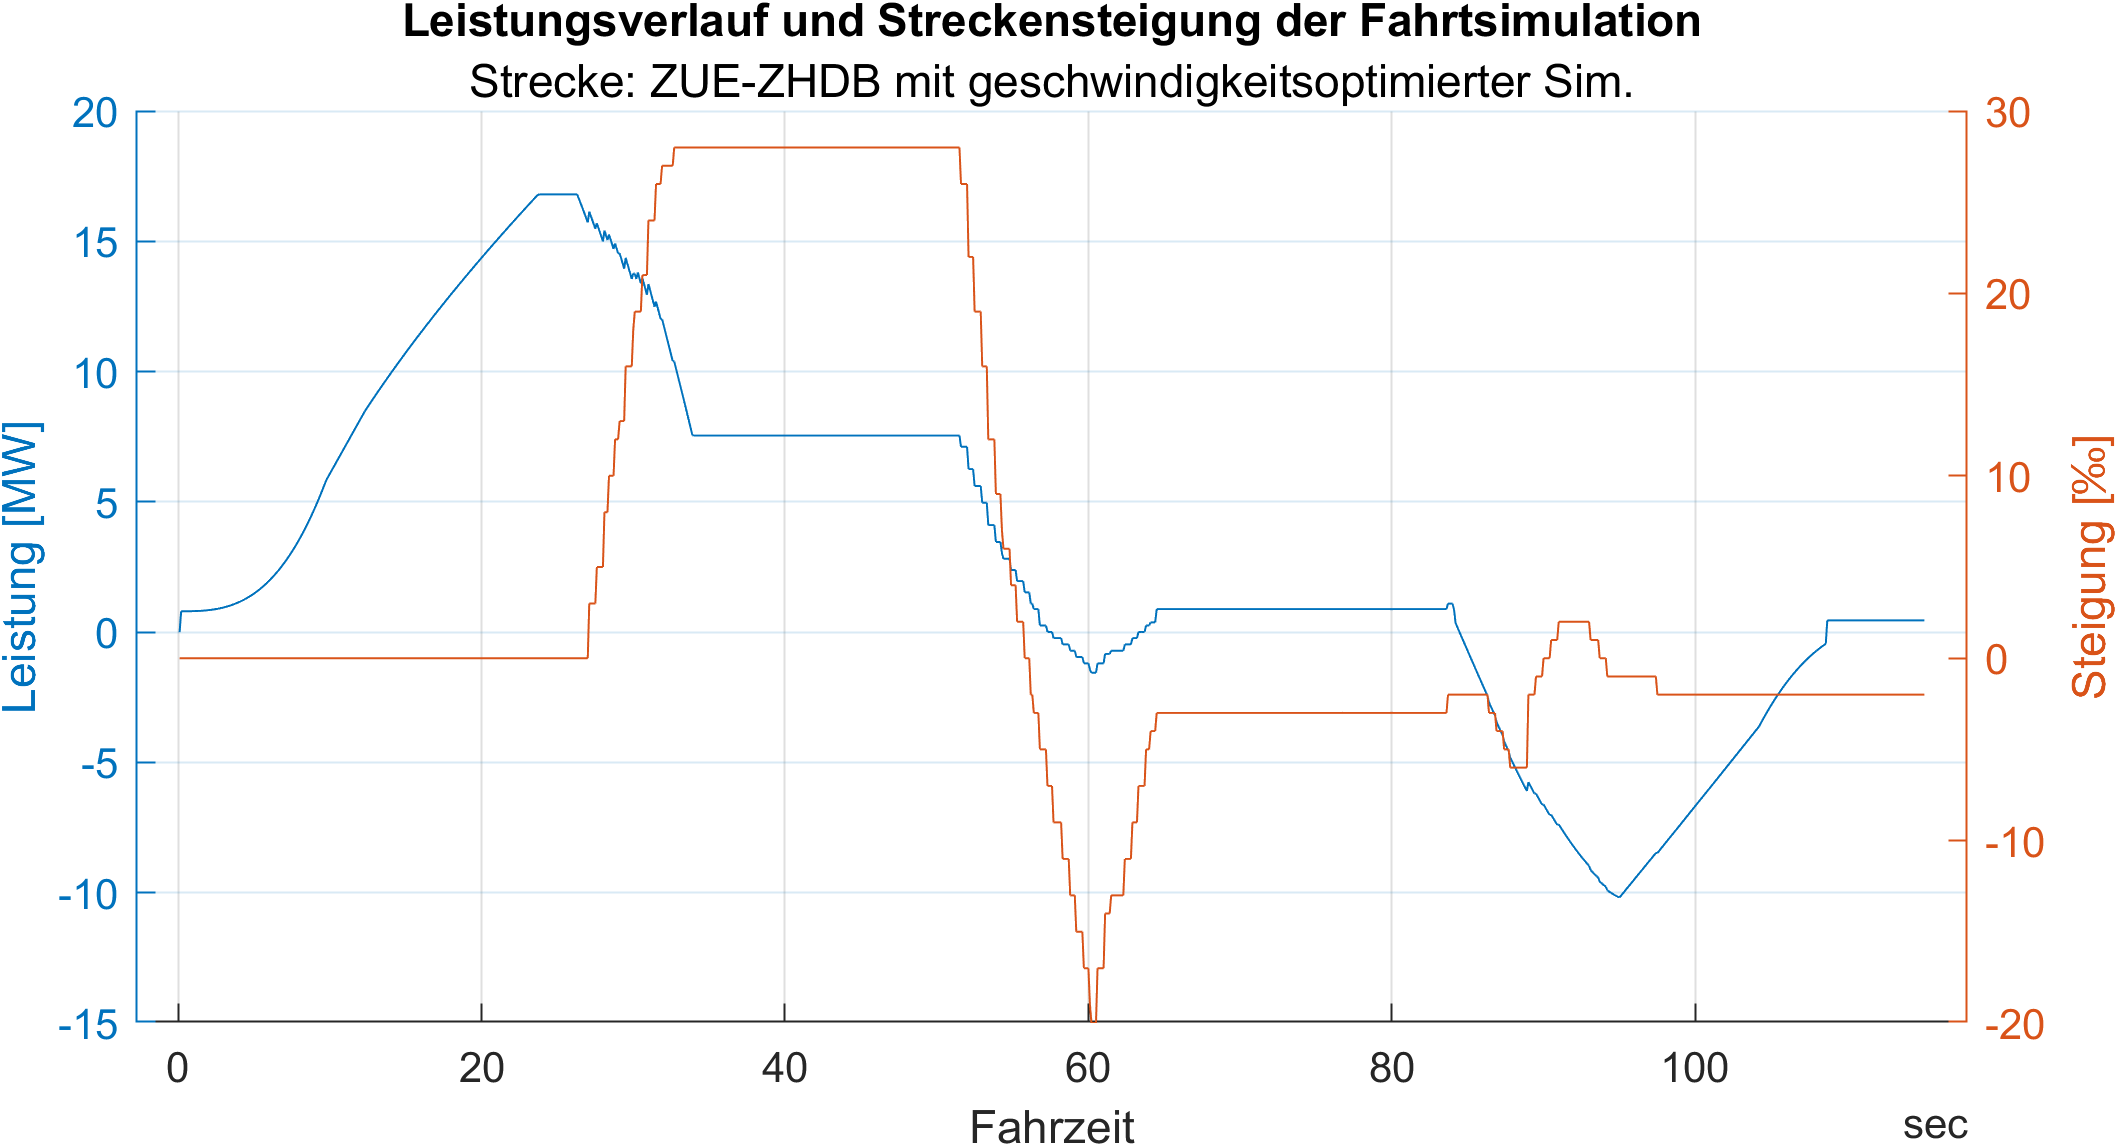 Leistungsverlauf und Streckensteigung der Fahrtsimulation
Strecke: ZUE-ZHDB mit geschwindigkeitsoptimierter Sim.
Leistung [MW]
20
15
10
5
0
-5
-10
-15
30
20
10
0
-10
-20
Steigung [‰]
0 20 40 60 80 100
Fahrzeit
sec